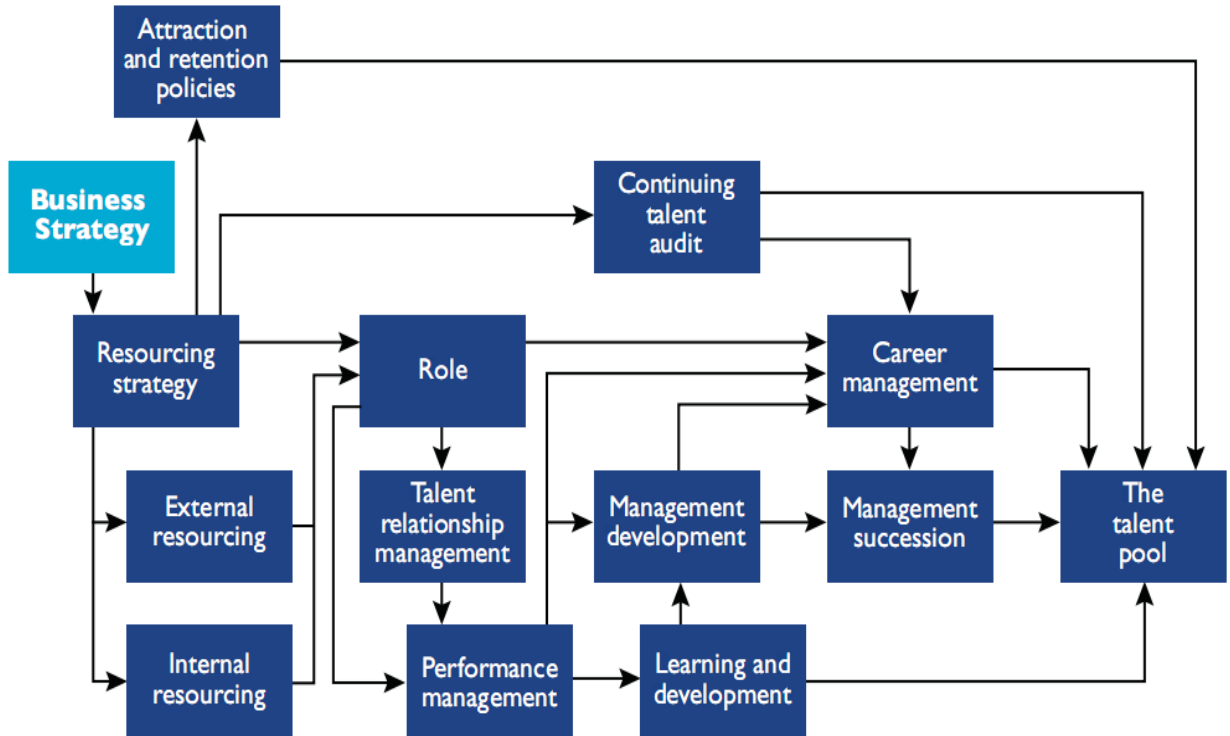 Attraction
and retention
policies
Business
Strategy
Continuing
talent
audit
Resourcing
strategy
Role
Career
management
External
resourcing
Talent
relationship
management
Management
development
Management
succession
The
talent
pool
Internal
resourcing
Performance
management
Learning and
development